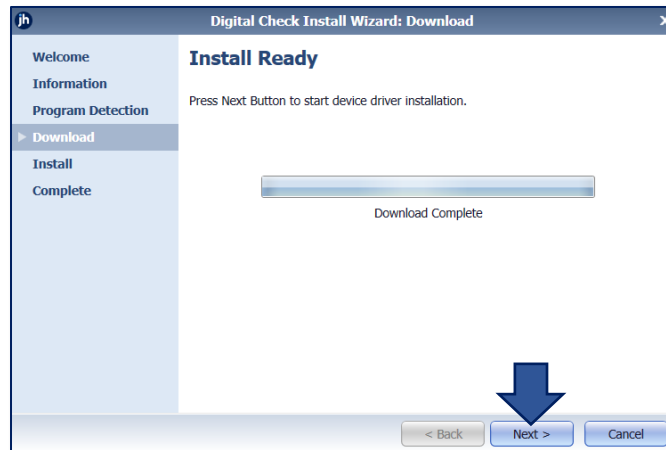 jh Digital Check Install Wizard: Download X
Welcome
Information
Program Detection
Download
Install
Complete
Install Ready
Press Next Button to start device driver installation.
Download Complete
< Back Next > Cancel